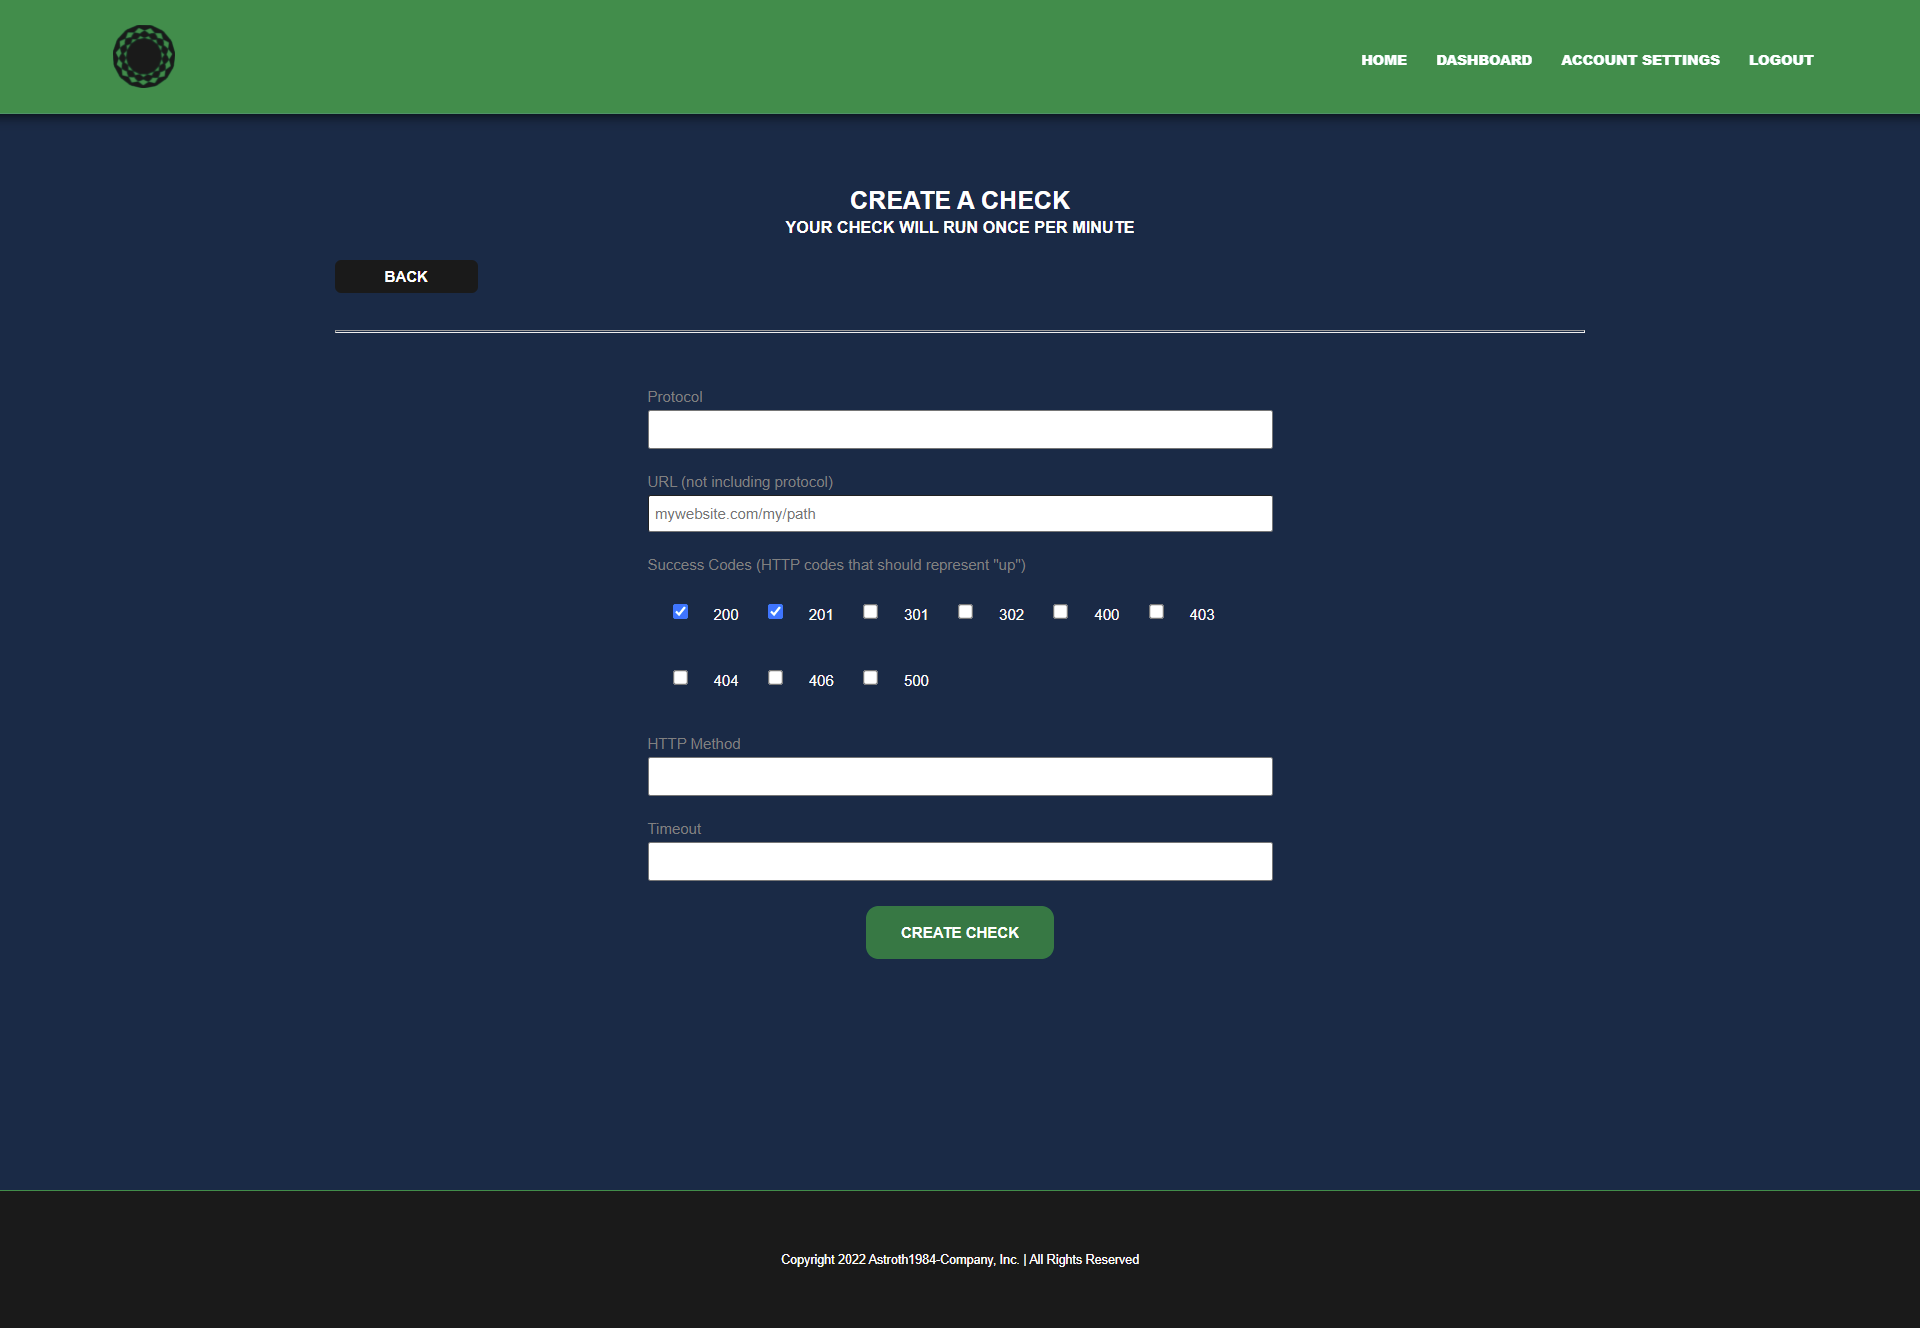 HOME DASHBOARD ACCOUNT SETTINGS LOGOUT
CREATE A CHECK
YOUR CHECK WILL RUN ONCE PER MINUTE
BACK
Protocol
URL (not including protocol)
mywebsite.com/my/path
Success Codes (HTTP codes that should represent "up")
200 201 301 302 400 403
404 406 500
HTTP Method
Timeout
CREATE CHECK
Copyright 2022 Astroth1984-Company, Inc. | All Rights Reserved